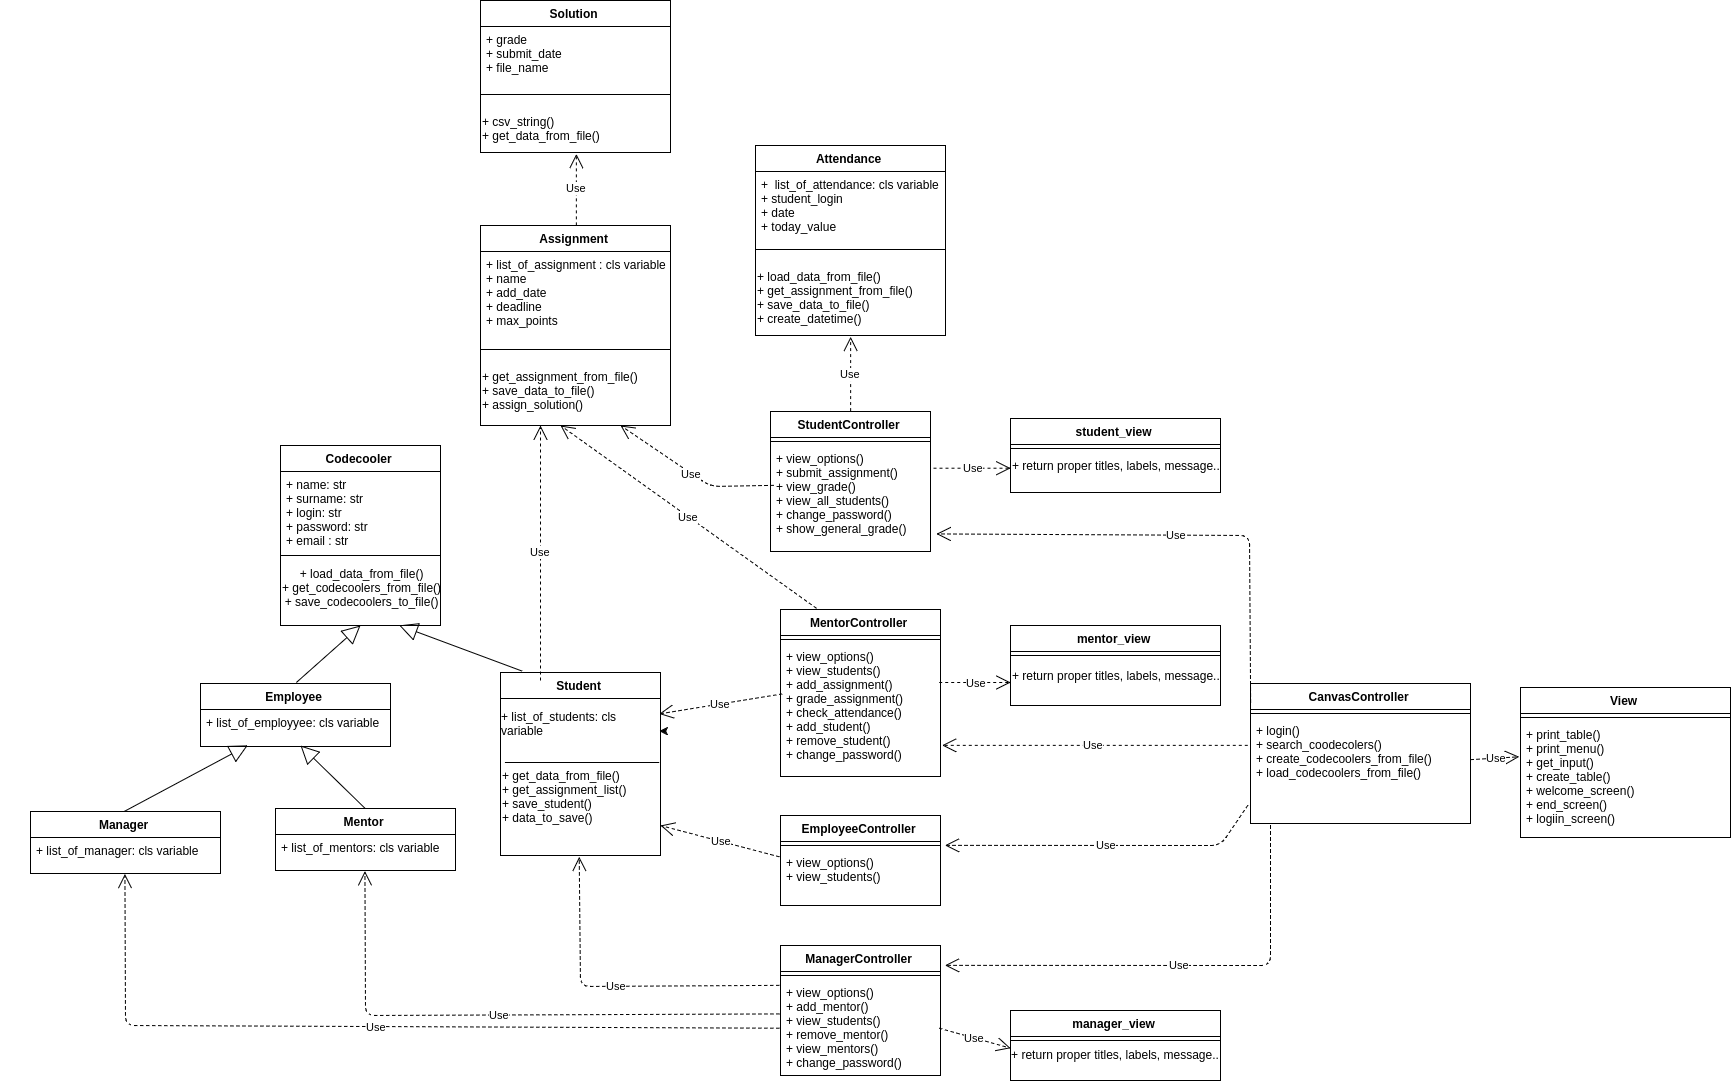 Solution
+ grade
+ submit_date
+ file_name
+ csv_string()
+ get_data_from_file()
Use
Attendance
+ list_of_attendance: cls variable
+ student_login
+ date
+ today_value
+ load_data_from_file()
+ get_assignment_from_file()
+ save_data_to_file()
+ create_datetime()
Use
Assignment
+ list_of_assignment : cls variable
+ name
+ add_date
+ deadline
+ max_points
+ get_assignment_from_file()
+ save_data_to_file()
+ assign_solution()
Use
Use
Use
StudentController
+ view_options()
+ submit_assignment()
+ view_grade()
+ view_all_students()
+ change_password()
+ show_general_grade()
Use
student_view
+ return proper titles, labels, message..
Use
Codecooler
+ name: str
+ surname: str
+ login: str
+ password: str
+ email : str
+ load_data_from_file()
+ get_codecoolers_from_file()
+ save_codecoolers_to_file()
MentorController
+ view_options()
+ view_students()
+ add_assignment()
+ grade_assignment()
+ check_attendance()
+ add_student()
+ remove_student()
+ change_password()
Use
mentor_view
+ return proper titles, labels, message..
Use
Employee
+ list_of_employyee: cls variable
Student
+ list_of_students: cls
variable
+ get_data_from_file()
+ get_assignment_list()
+ save_student()
+ data_to_save()
Use
Use
CanvasController
+ login()
+ search_coodecolers()
+ create_codecoolers_from_file()
+ load_codecoolers_from_file()
Use
View
+ print_table()
+ print_menu()
+ get_input()
+ create_table()
+ welcome_screen()
+ end_screen()
+ logiin_screen()
Manager
+ list_of_manager: cls variable
Mentor
+ list_of_mentors: cls variable
EmployeeController
+ view_options()
+ view_students()
Use
Use
ManagerController
+ view_options()
+ add_mentor()
+ view_students()
+ remove_mentor()
+ view_mentors()
+ change_password()
Use
Use
Use
Use
manager_view
+ return proper titles, labels, message..